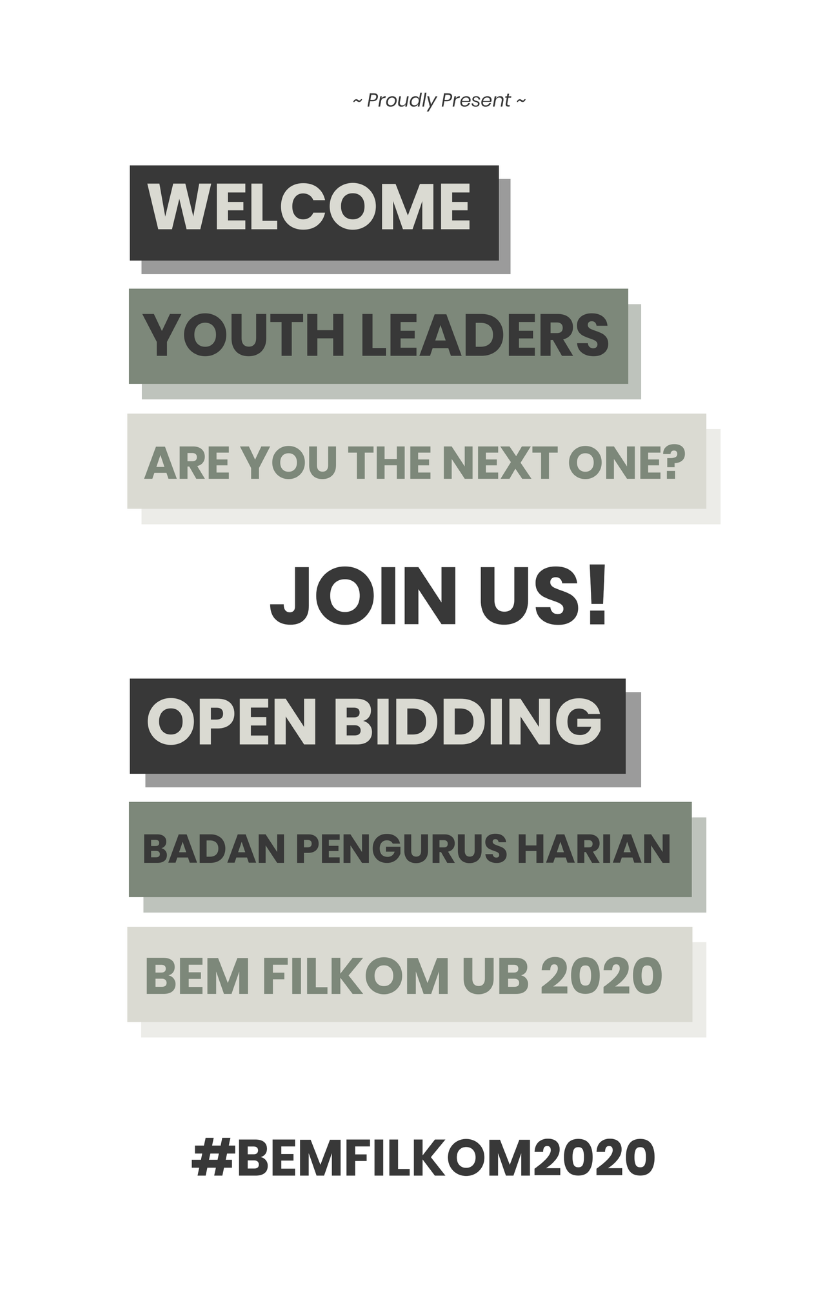 ~ Proudly Present ~
WELCOME
YOUTH LEADERS
ARE YOU THE NEXT ONE?
JOIN US!
OPEN BIDDING
BADAN PENGURUS HARIAN
BEM FILKOM UB 2020
#BEMFILKOM2020